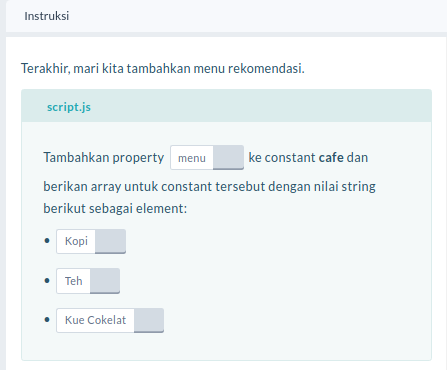 Instruksi
Terakhir, mari kita tambahkan menu rekomendasi.
script.js
Tambahkan property menu ke constant cafe dan
berikan array untuk constant tersebut dengan nilai string
berikut sebagai element:
• Kopi
• Teh
• Kue Cokelat